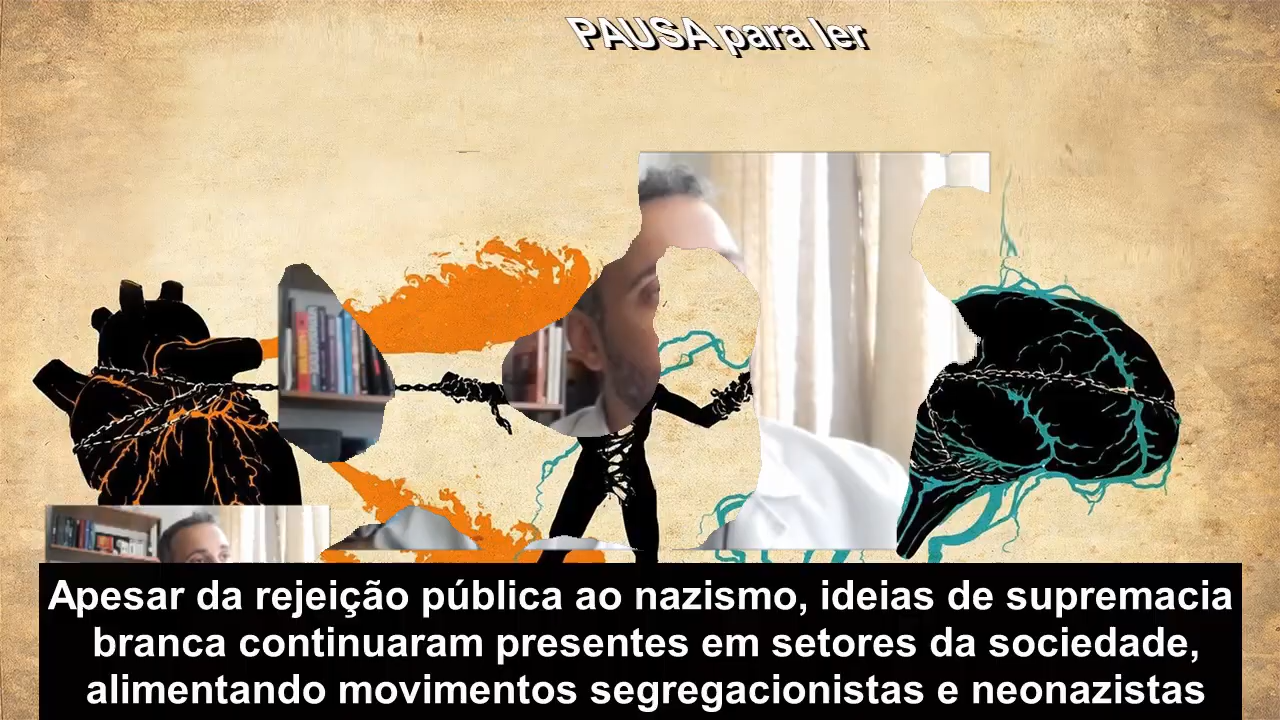 PAUSA para ler
Apesar da rejeição pública ao nazismo, ideias de supremacia
branca continuaram presentes em setores da sociedade,
alimentando movimentos segregacionistas e neonazistas